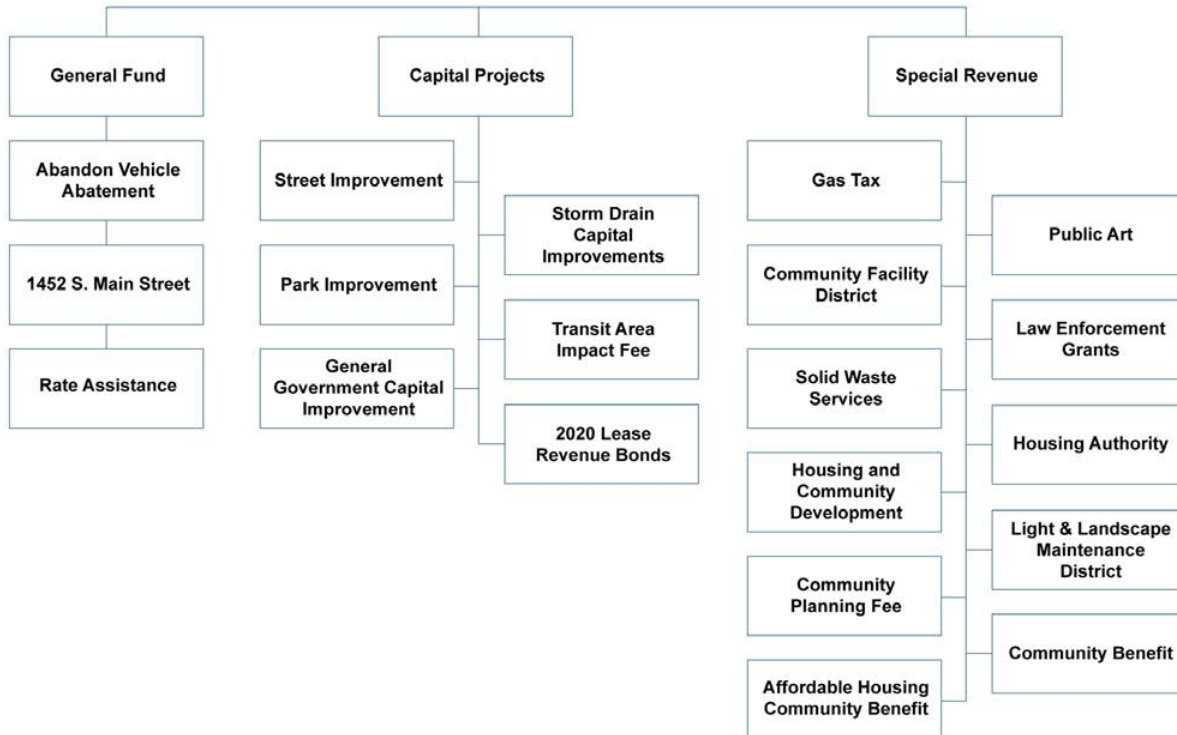 General Fund
Capital Projects
Special Revenue
Abandon Vehicle
Abatement
1452 S. Main Street
Rate Assistance
Street Improvement
Storm Drain
Capital
Improvements
Park Improvement
Transit Area
Impact Fee
General
Government Capital
Improvement
2020 Lease
Revenue Bonds
Gas Tax
Public Art
Community Facility
District
Law Enforcement
Grants
Solid Waste
Services
Housing Authority
Housing and
Community
Development
Light & Landscape
Maintenance
District
Community
Planning Fee
Community Benefit
Affordable Housing
Community Benefit